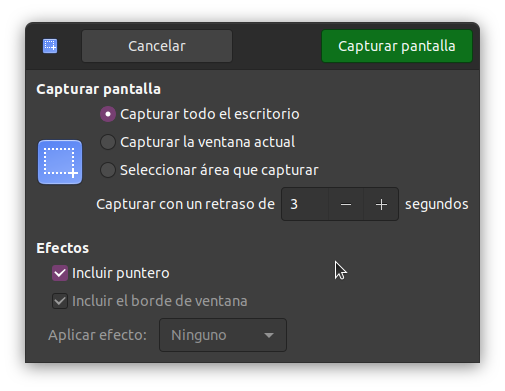 Cancelar Capturar pantalla
Capturar pantalla
Capturar todo el escritorio
Capturar la ventana actual
Seleccionar área que capturar
Capturar con un retraso de 3 − + segundos
Efectos
Incluir puntero
Incluir el borde de ventana
Aplicar efecto: Ninguno